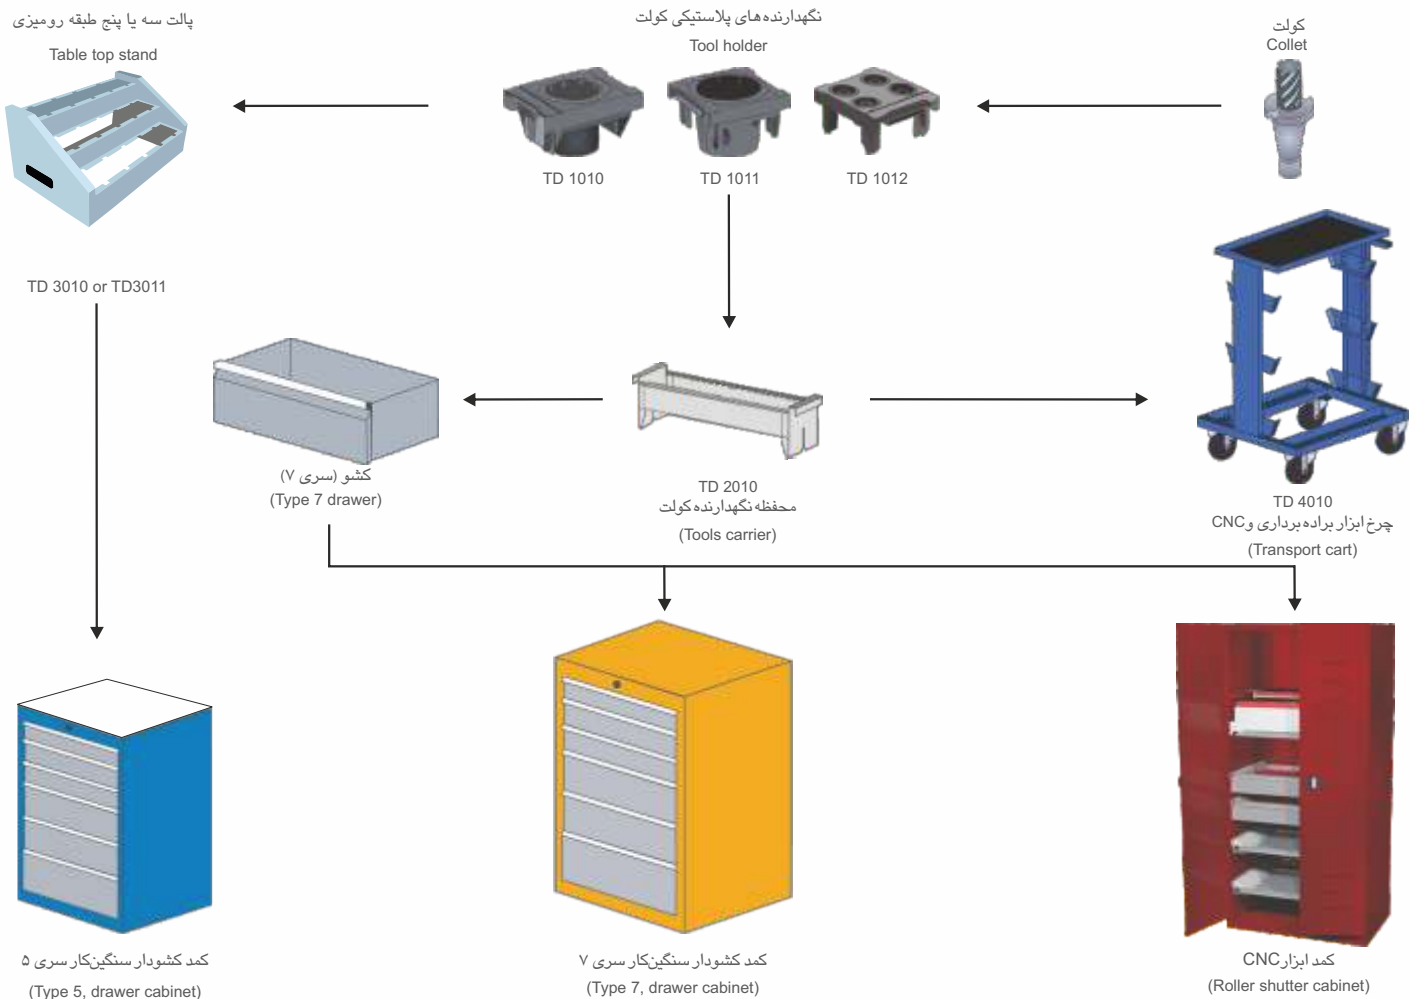 پالت سه یا پنج طبقه رومیزی
Table top stand
نگهدارنده‌های پلاستیکی کولت
Tool holder
کولت
Collet
TD 1010
TD 1011
TD 1012
TD 3010 or TD3011
کشو (سری ۷)
(Type 7 drawer)
TD 2010
محفظه نگهدارنده کولت
(Tools carrier)
TD 4010
چرخ ابزار براده برداری و CNC
(Transport cart)
کمد کشودار سنگین‌کار سری ۵
(Type 5, drawer cabinet)
کمد کشودار سنگین‌کار سری ۷
(Type 7, drawer cabinet)
کمد ابزار CNC
(Roller shutter cabinet)